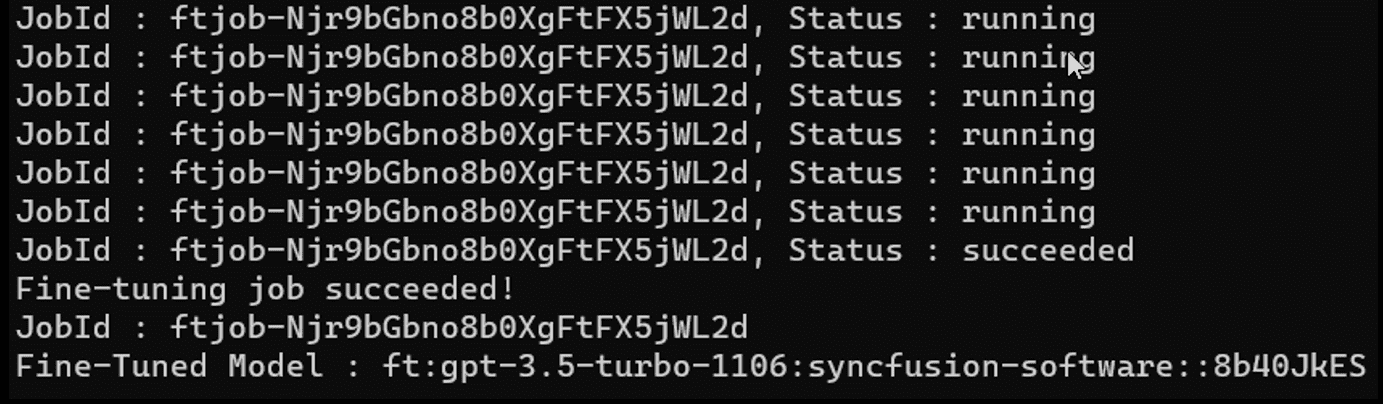 JobId : ftjob-Njr9bGbno8b0XgFtFX5jWL2d, Status : running
JobId : ftjob-Njr9bGbno8b0XgFtFX5jWL2d, Status : running
JobId : ftjob-Njr9bGbno8b0XgFtFX5jWL2d, Status : running
JobId : ftjob-Njr9bGbno8b0XgFtFX5jWL2d, Status : running
JobId : ftjob-Njr9bGbno8b0XgFtFX5jWL2d, Status : running
JobId : ftjob-Njr9bGbno8b0XgFtFX5jWL2d, Status : running
JobId : ftjob-Njr9bGbno8b0XgFtFX5jWL2d, Status : succeeded
Fine-tuning job succeeded!
JobId : ftjob-Njr9bGbno8b0XgFtFX5jWL2d
Fine-Tuned Model : ft:gpt-3.5-turbo-1106:syncfusion-software::8b40JkES